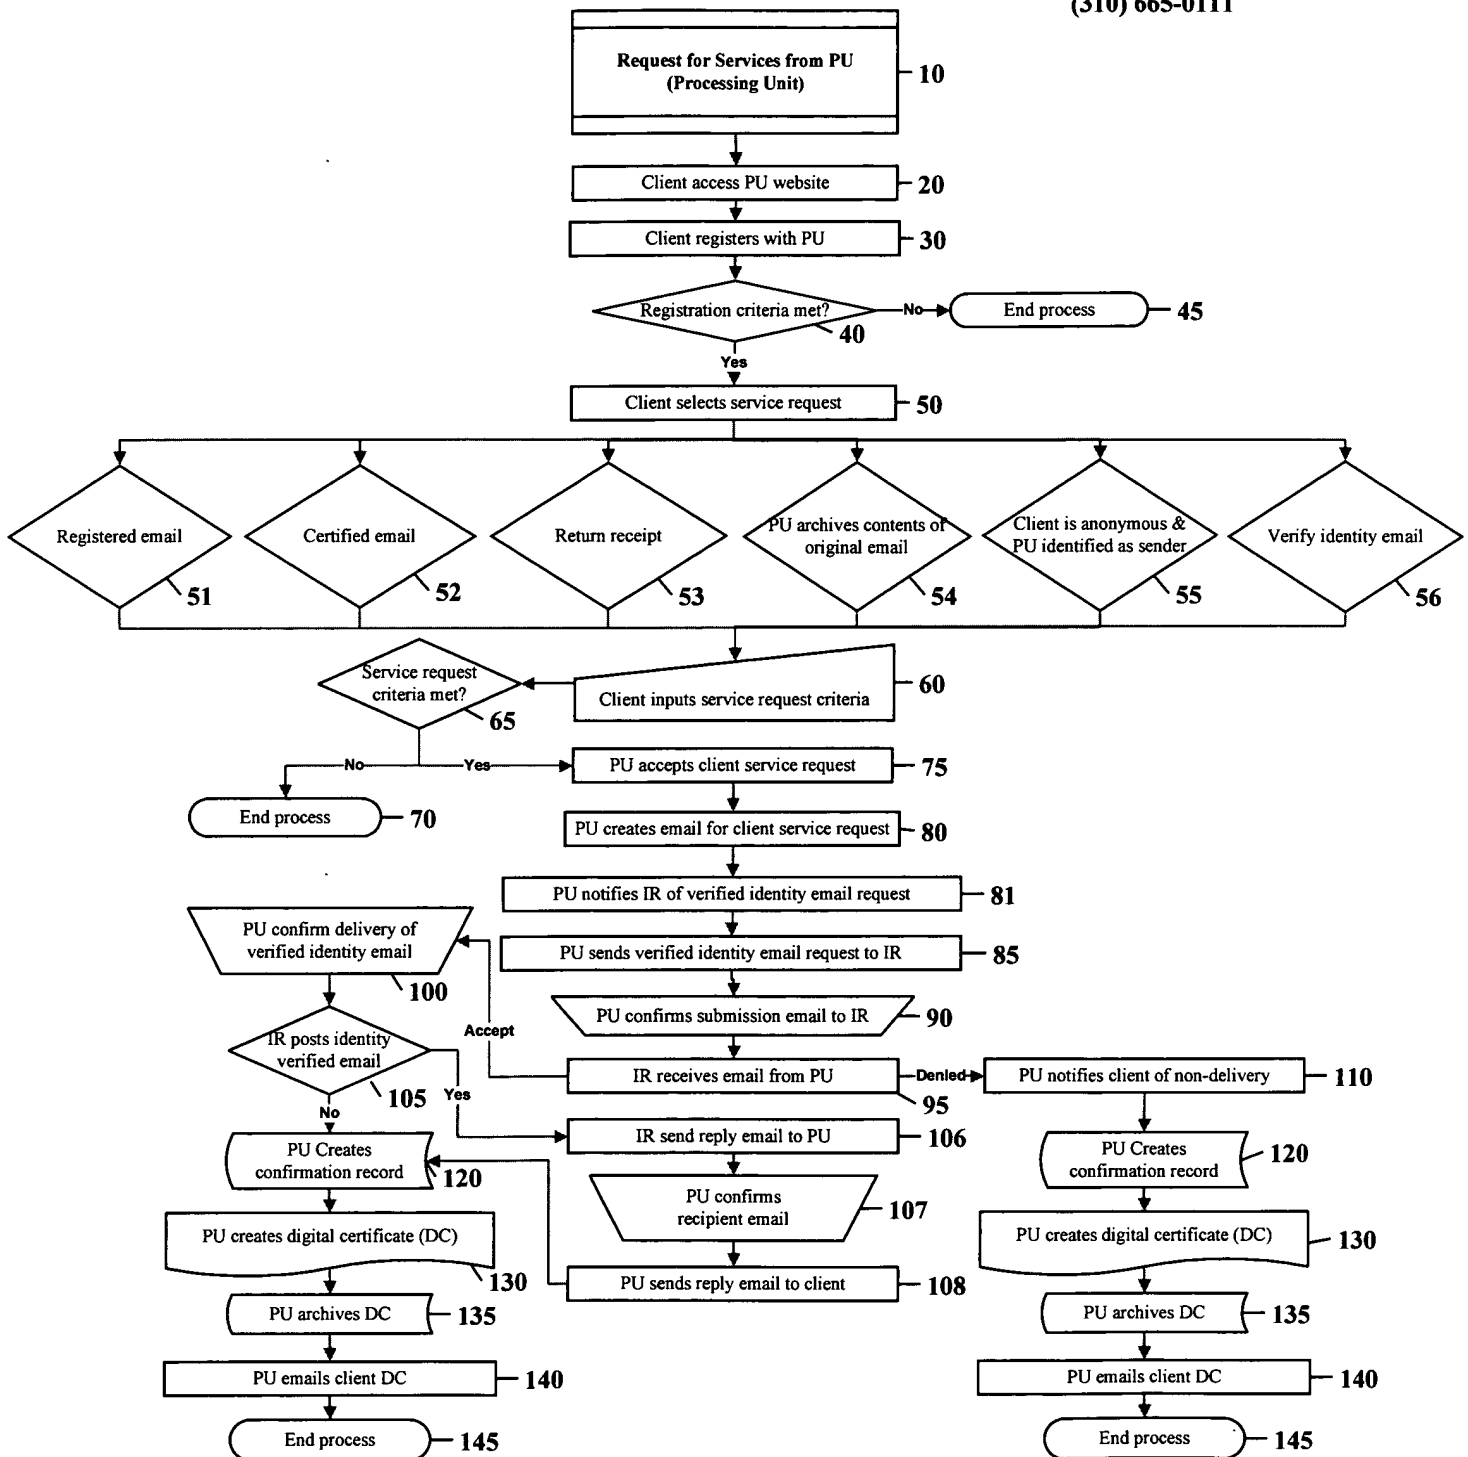 (310) 665-0111
Request for Services from PU
(Processing Unit)
10
Client access PU website
20
Client registers with PU
30
Registration criteria met?
40
No
End process
45
Yes
Client selects service request
50
Registered email
51
Certified email
52
Return receipt
53
PU archives contents of
original email
54
Client is anonymous &
PU identified as sender
55
Verify identity email
56
Service request
criteria met?
65
Client inputs service request criteria
60
No
Yes
PU accepts client service request
75
End process
70
PU creates email for client service request
80
PU notifies IR of verified identity email request
81
PU confirm delivery of
verified identity email
100
PU sends verified identity email request to IR
85
PU confirms submission email to IR
90
Accept
IR posts identity
verified email
105
Yes
No
IR receives email from PU
95
Denied
PU notifies client of non-delivery
110
IR send reply email to PU
106
PU Creates
confirmation record
120
PU confirms
recipient email
107
PU Creates
confirmation record
120
PU creates digital certificate (DC)
130
PU sends reply email to client
108
PU creates digital certificate (DC)
130
PU archives DC
135
PU archives DC
135
PU emails client DC
140
PU emails client DC
140
End process
145
End process
145